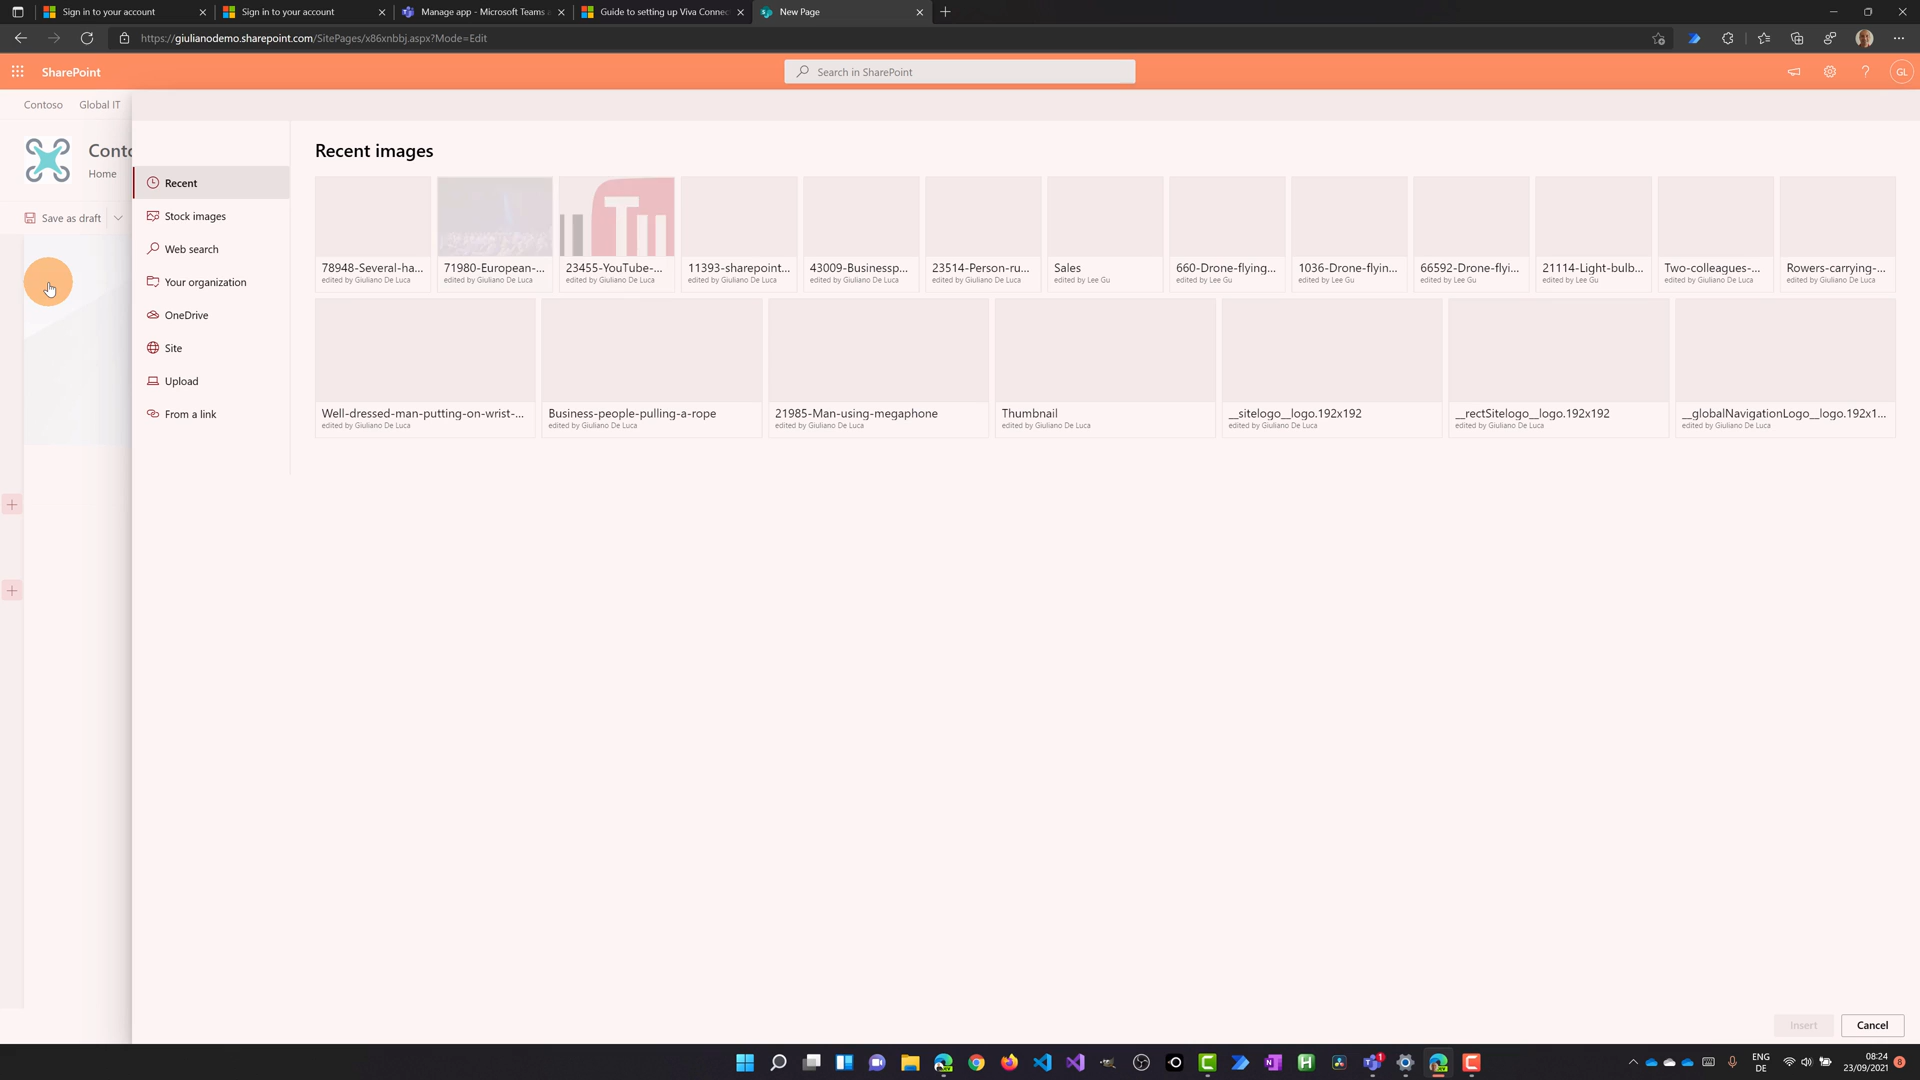 Sign in to your account
Sign in to your account
Manage app - Microsoft Teams a
Guide to setting up Viva Connec
New Page
https://giulianodemo.sharepoint.com/SitePages/x86xnbbj.aspx?Mode=Edit
SharePoint
Search in SharePoint
GL
Contoso
Global IT
Conto
Home
Save as draft
Recent
Stock images
Web search
Your organization
OneDrive
Site
Upload
From a link
Recent images
78948-Several-ha...
edited by Giuliano De Luca
71980-European-...
edited by Giuliano De Luca
23455-YouTube-...
edited by Giuliano De Luca
11393-sharepoint...
edited by Giuliano De Luca
43009-Businessp...
edited by Giuliano De Luca
23514-Person-ru...
edited by Giuliano De Luca
Sales
edited by Lee Gu
660-Drone-flying...
edited by Lee Gu
1036-Drone-flyin...
edited by Lee Gu
66592-Drone-flyi...
edited by Lee Gu
21114-Light-bulb...
edited by Lee Gu
Two-colleagues-...
edited by Giuliano De Luca
Rowers-carrying-...
edited by Giuliano De Luca
Well-dressed-man-putting-on-wrist-...
edited by Giuliano De Luca
Business-people-pulling-a-rope
edited by Giuliano De Luca
21985-Man-using-megaphone
edited by Giuliano De Luca
Thumbnail
edited by Giuliano De Luca
__sitelogo__logo.192x192
edited by Giuliano De Luca
__rectSitelogo__logo.192x192
edited by Giuliano De Luca
__globalNavigationLogo__logo.192x1...
edited by Giuliano De Luca
Insert
Cancel
1
ENG
DE
08:24
23/09/2021
8